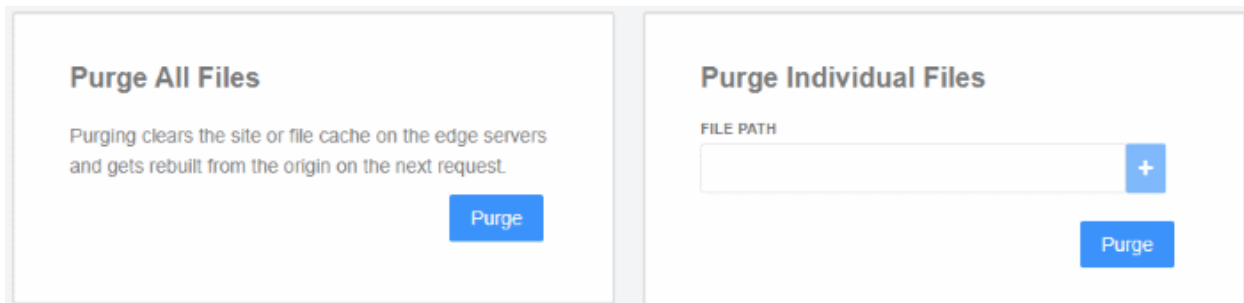 Purge All Files
Purging clears the site or file cache on the edge servers
and gets rebuilt from the origin on the next request.
Purge
Purge Individual Files
FILE PATH
+
Purge